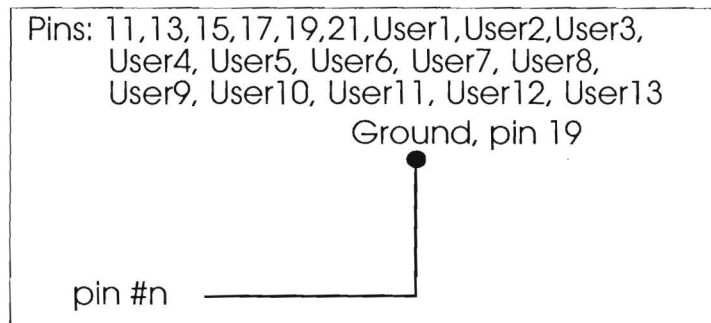 Pins: 11,13,15,17,19,21,User1,User2,User3,
User4, User5, User6, User7, User8,
User9, User10, User11, User12, User13
Ground, pin 19
pin #n